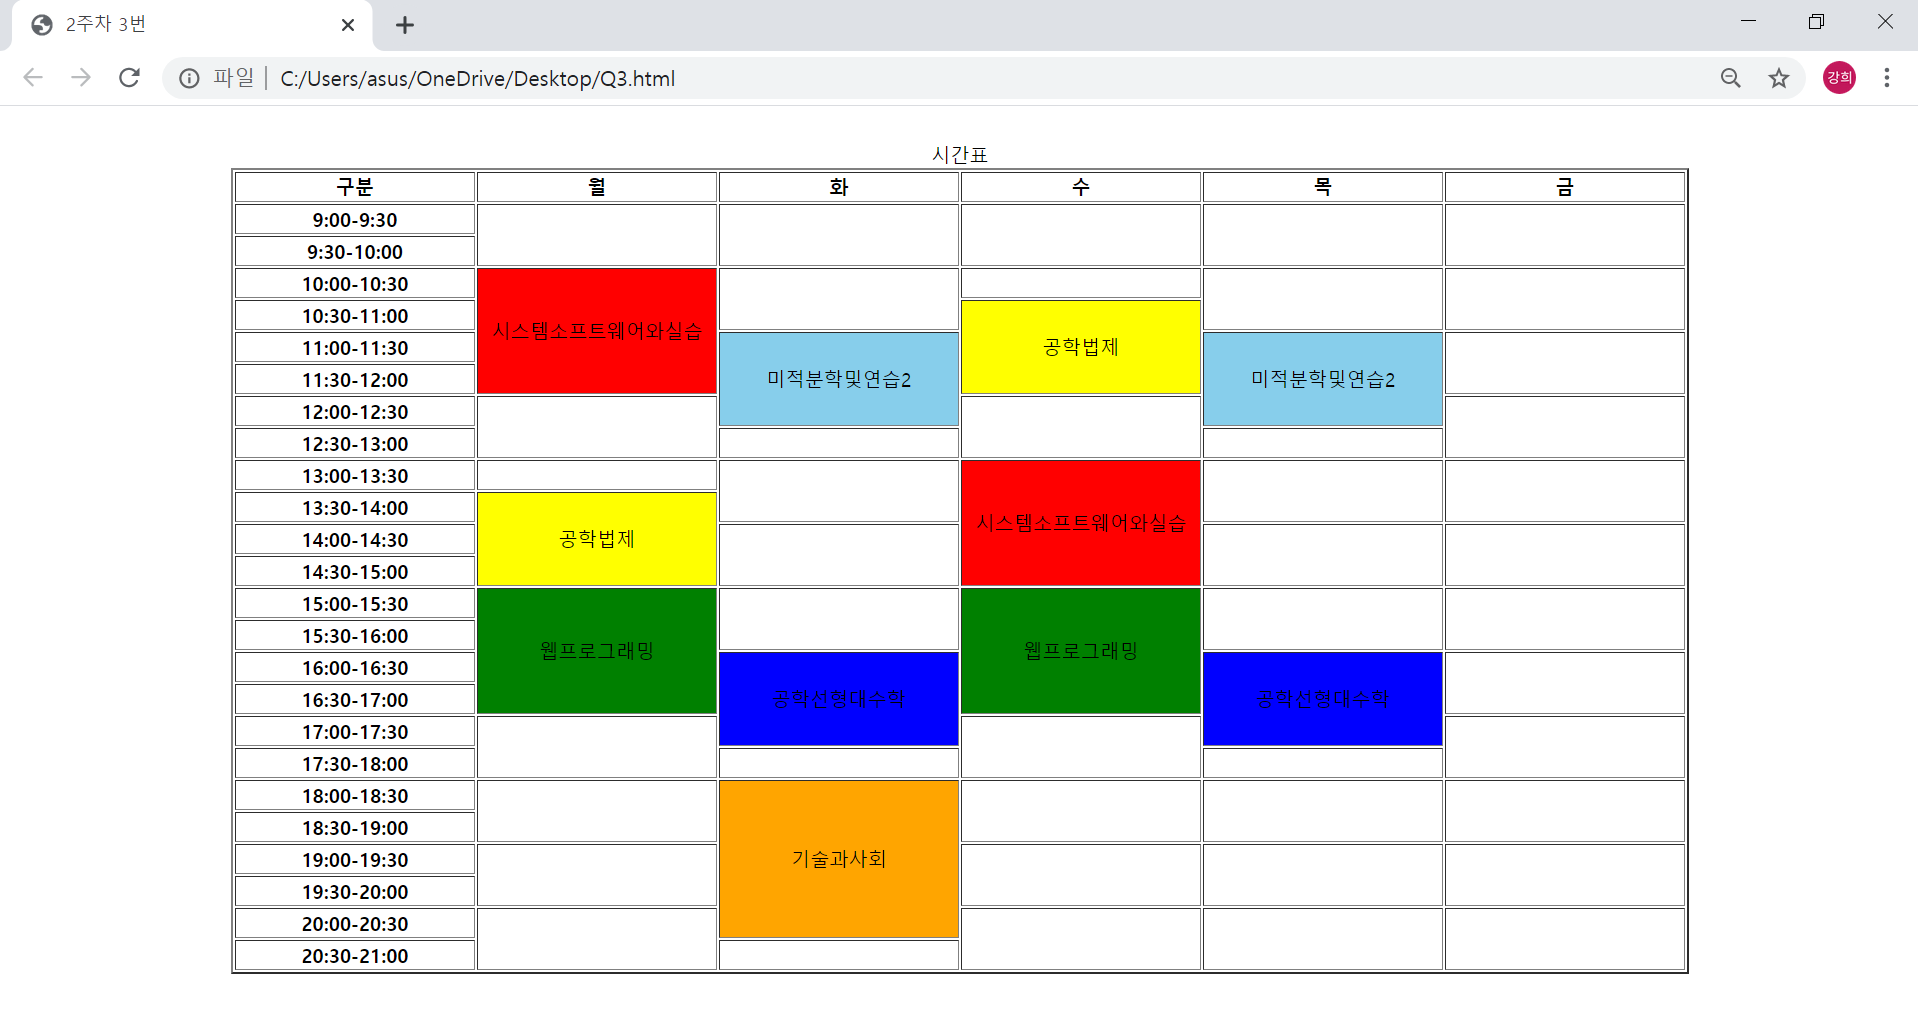 2주차 3번
파일 C:/Users/asus/OneDrive/Desktop/Q3.html 강희
시간표
구분 월 화 수 목 금
9:00-9:30
9:30-10:00
10:00-10:30
10:30-11:00
시스템소프트웨어와실습
11:00-11:30 공학법제
11:30-12:00 미적분학및연습2 미적분학및연습2
12:00-12:30
12:30-13:00
13:00-13:30
13:30-14:00
시스템소프트웨어와실습
14:00-14:30 공학법제
14:30-15:00
15:00-15:30
15:30-16:00
웹프로그래밍 웹프로그래밍
16:00-16:30
16:30-17:00 공학선형대수학 공학선형대수학
17:00-17:30
17:30-18:00
18:00-18:30
18:30-19:00
19:00-19:30 기술과사회
19:30-20:00
20:00-20:30
20:30-21:00